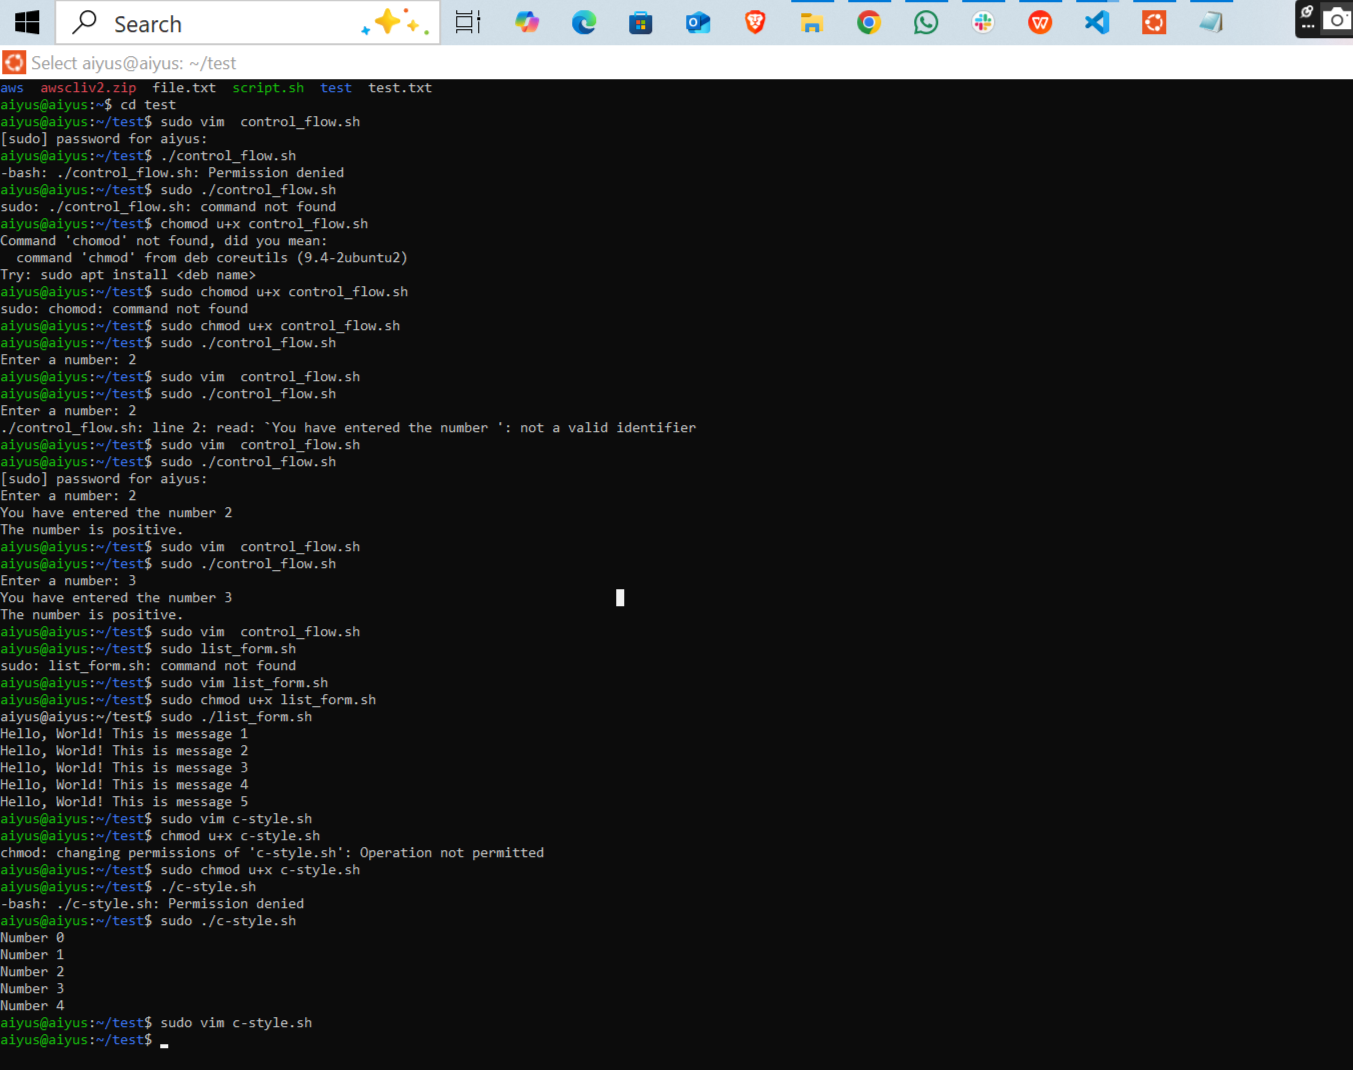 Search
Select aiyus@aiyus: ~/test
aws  awscliv2.zip  file.txt  script.sh  test  test.txt
aiyus@aiyus:~$ cd test
aiyus@aiyus:~/test$ sudo vim  control_flow.sh
[sudo] password for aiyus:
aiyus@aiyus:~/test$ ./control_flow.sh
-bash: ./control_flow.sh: Permission denied
aiyus@aiyus:~/test$ sudo ./control_flow.sh
sudo: ./control_flow.sh: command not found
aiyus@aiyus:~/test$ chomod u+x control_flow.sh
Command 'chomod' not found, did you mean:
  command 'chmod' from deb coreutils (9.4-2ubuntu2)
Try: sudo apt install <deb name>
aiyus@aiyus:~/test$ sudo chomod u+x control_flow.sh
sudo: chomod: command not found
aiyus@aiyus:~/test$ sudo chmod u+x control_flow.sh
aiyus@aiyus:~/test$ sudo ./control_flow.sh
Enter a number: 2
aiyus@aiyus:~/test$ sudo vim  control_flow.sh
aiyus@aiyus:~/test$ sudo ./control_flow.sh
Enter a number: 2
./control_flow.sh: line 2: read: `You have entered the number ': not a valid identifier
aiyus@aiyus:~/test$ sudo vim  control_flow.sh
aiyus@aiyus:~/test$ sudo ./control_flow.sh
[sudo] password for aiyus:
Enter a number: 2
You have entered the number 2
The number is positive.
aiyus@aiyus:~/test$ sudo vim  control_flow.sh
aiyus@aiyus:~/test$ sudo ./control_flow.sh
Enter a number: 3
You have entered the number 3
The number is positive.
aiyus@aiyus:~/test$ sudo vim  control_flow.sh
aiyus@aiyus:~/test$ sudo list_form.sh
sudo: list_form.sh: command not found
aiyus@aiyus:~/test$ sudo vim list_form.sh
aiyus@aiyus:~/test$ sudo chmod u+x list_form.sh
aiyus@aiyus:~/test$ sudo ./list_form.sh
Hello, World! This is message 1
Hello, World! This is message 2
Hello, World! This is message 3
Hello, World! This is message 4
Hello, World! This is message 5
aiyus@aiyus:~/test$ sudo vim c-style.sh
aiyus@aiyus:~/test$ chmod u+x c-style.sh
chmod: changing permissions of 'c-style.sh': Operation not permitted
aiyus@aiyus:~/test$ sudo chmod u+x c-style.sh
aiyus@aiyus:~/test$ ./c-style.sh
-bash: ./c-style.sh: Permission denied
aiyus@aiyus:~/test$ sudo ./c-style.sh
Number 0
Number 1
Number 2
Number 3
Number 4
aiyus@aiyus:~/test$ sudo vim c-style.sh
aiyus@aiyus:~/test$